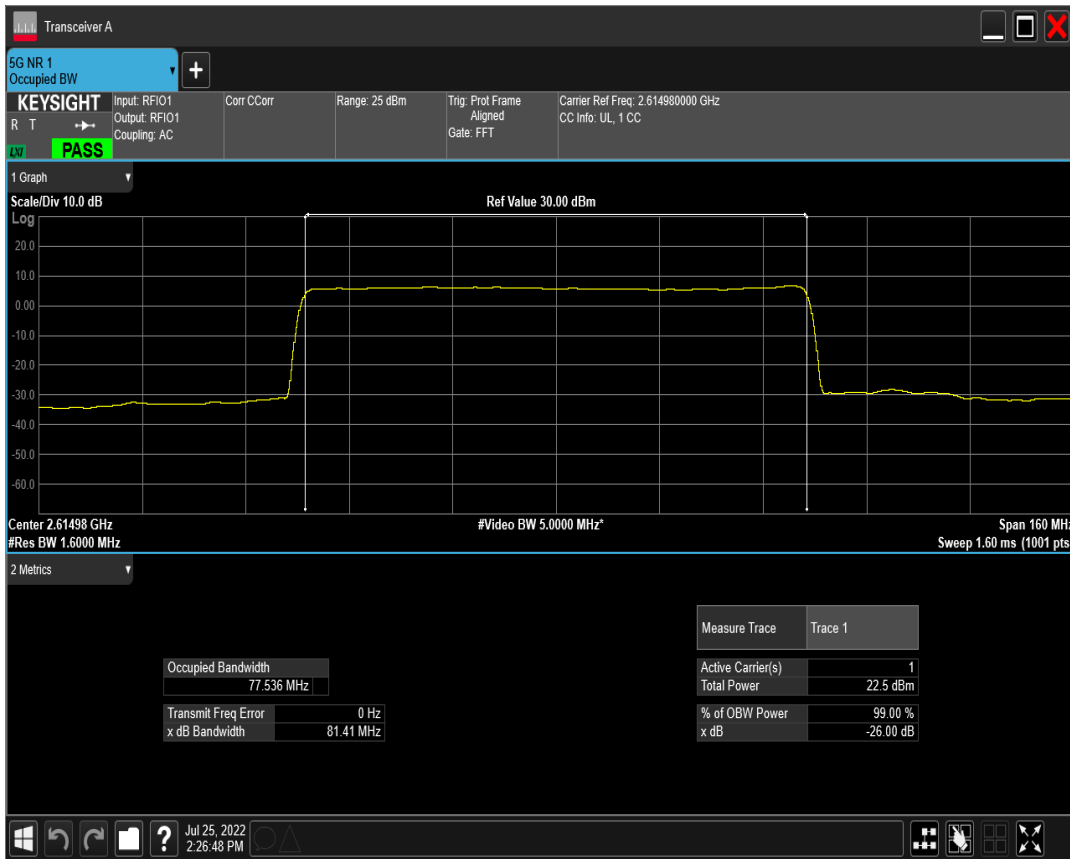 Transceiver A
5G NR 1
Occupied BW
KEYSIGHT
R T
LXI
PASS
Input: RFIO1
Output: RFIO1
Coupling: AC
Corr CCorr
Range: 25 dBm
Trig: Prot Frame
Aligned
Gate: FFT
Carrier Ref Freq: 2.614980000 GHz
CC Info: UL, 1 CC
1 Graph
Scale/Div 10.0 dB
Ref Value 30.00 dBm
Log
20.0
10.0
0.00
-10.0
-20.0
-30.0
-40.0
-50.0
-60.0
Center 2.61498 GHz
#Video BW 5.0000 MHz*
Span 160 MHz
#Res BW 1.6000 MHz
Sweep 1.60 ms (1001 pts
2 Metrics
Measure Trace Trace 1
Occupied Bandwidth
77.536 MHz
Active Carrier(s) 1
Total Power 22.5 dBm
Transmit Freq Error 0 Hz
x dB Bandwidth 81.41 MHz
% of OBW Power 99.00 %
x dB -26.00 dB
?
Jul 25, 2022
2:26:48 PM